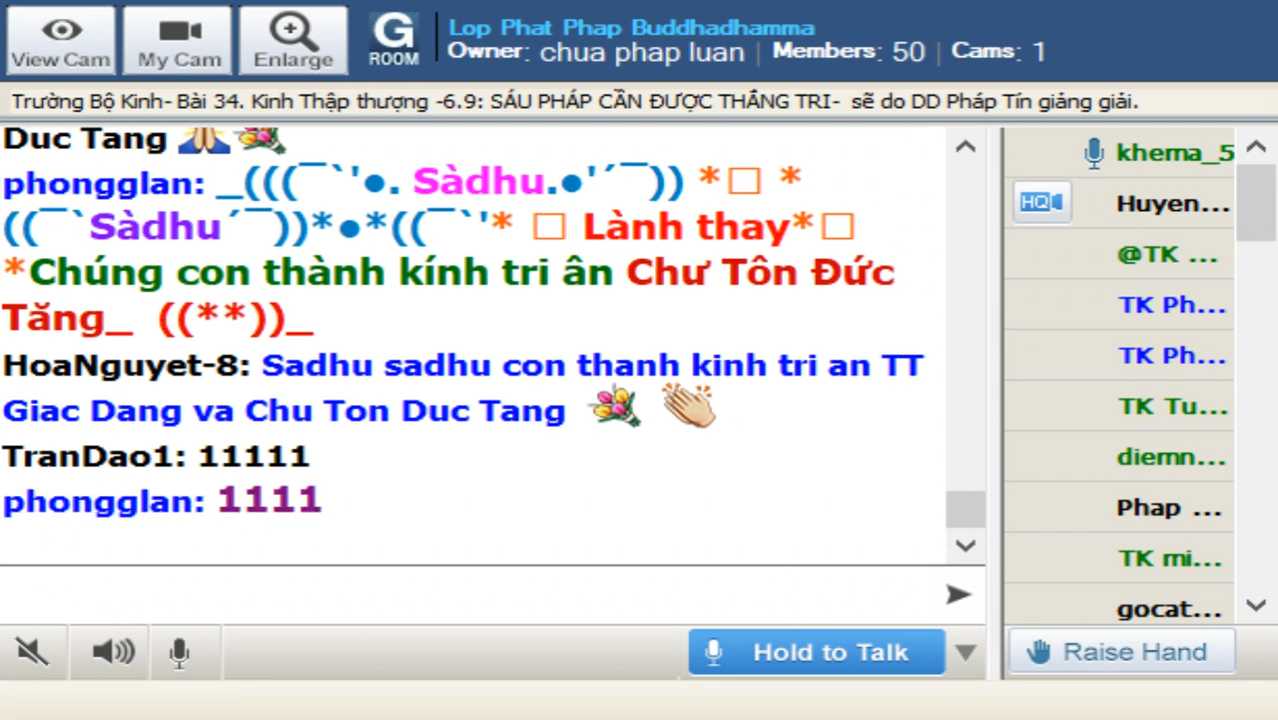 View Cam
My Cam
Enlarge
G
ROOM
Lop Phat Phap Buddhadhamma
Owner: chua phap luan | Members: 50 | Cams: 1
Trường Bộ Kinh- Bài 34. Kinh Thập thượng -6.9: SÁU PHÁP CẦN ĐƯỢC THẮNG TRI- sẽ do DD Pháp Tín giảng giải.
Duc Tang
phongglan: _(((¯`'●. Sàdhu.●'´¯)) *□ *
((¯`Sàdhu´¯))*●*((¯`'* □ Lành thay*□
*Chúng con thành kính tri ân Chư Tôn Đức
Tăng_ ((**))_
HoaNguyet-8: Sadhu sadhu con thanh kinh tri an TT
Giac Dang va Chu Ton Duc Tang
TranDao1: 11111
phongglan: 1111
khema_5
HQ
Huyen...
@TK ...
TK Ph...
TK Ph...
TK Tu...
diemn...
Phap ...
TK mi...
gocat...
Hold to Talk
Raise Hand